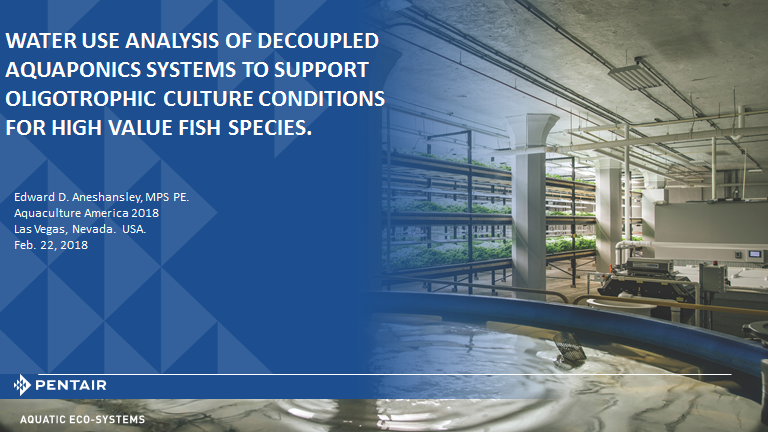 WATER USE ANALYSIS OF DECOUPLED
AQUAPONICS SYSTEMS TO SUPPORT
OLIGOTROPHIC CULTURE CONDITIONS
FOR HIGH VALUE FISH SPECIES.
Edward D. Aneshansley, MPS PE.
Aquaculture America 2018
Las Vegas, Nevada. USA.
Feb. 22, 2018
PENTAIR
AQUATIC ECO-SYSTEMS